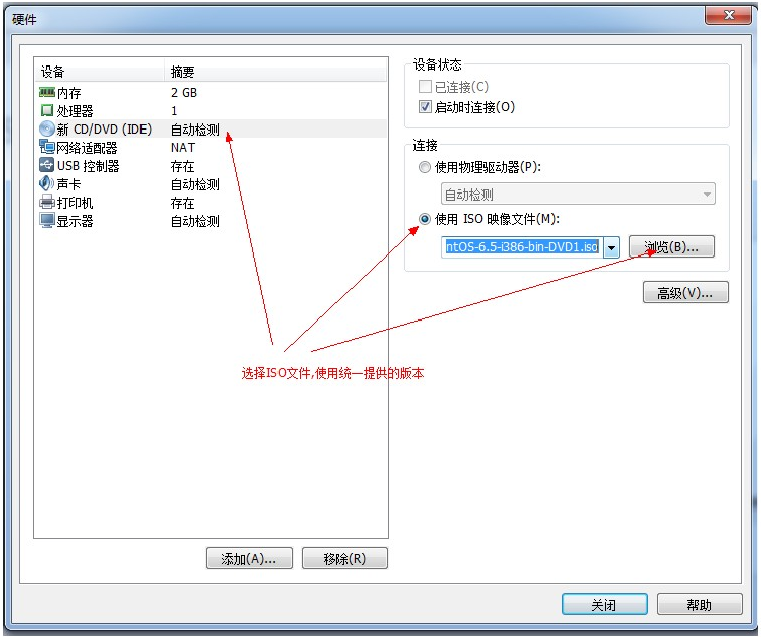 硬件
设备 摘要
内存 2 GB
处理器 1
新 CD/DVD (IDE) 自动检测
网络适配器 NAT
USB 控制器 存在
声卡 自动检测
打印机 存在
显示器 自动检测
添加(A)... 移除(R)
设备状态
已连接(C)
启动时连接(O)
连接
使用物理驱动器(P):
自动检测
使用 ISO 映像文件(M):
ntOS-6.5-i386-bin-DVD1.iso 浏览(B)...
高级(V)...
选择ISO文件,使用统一提供的版本
关闭 帮助